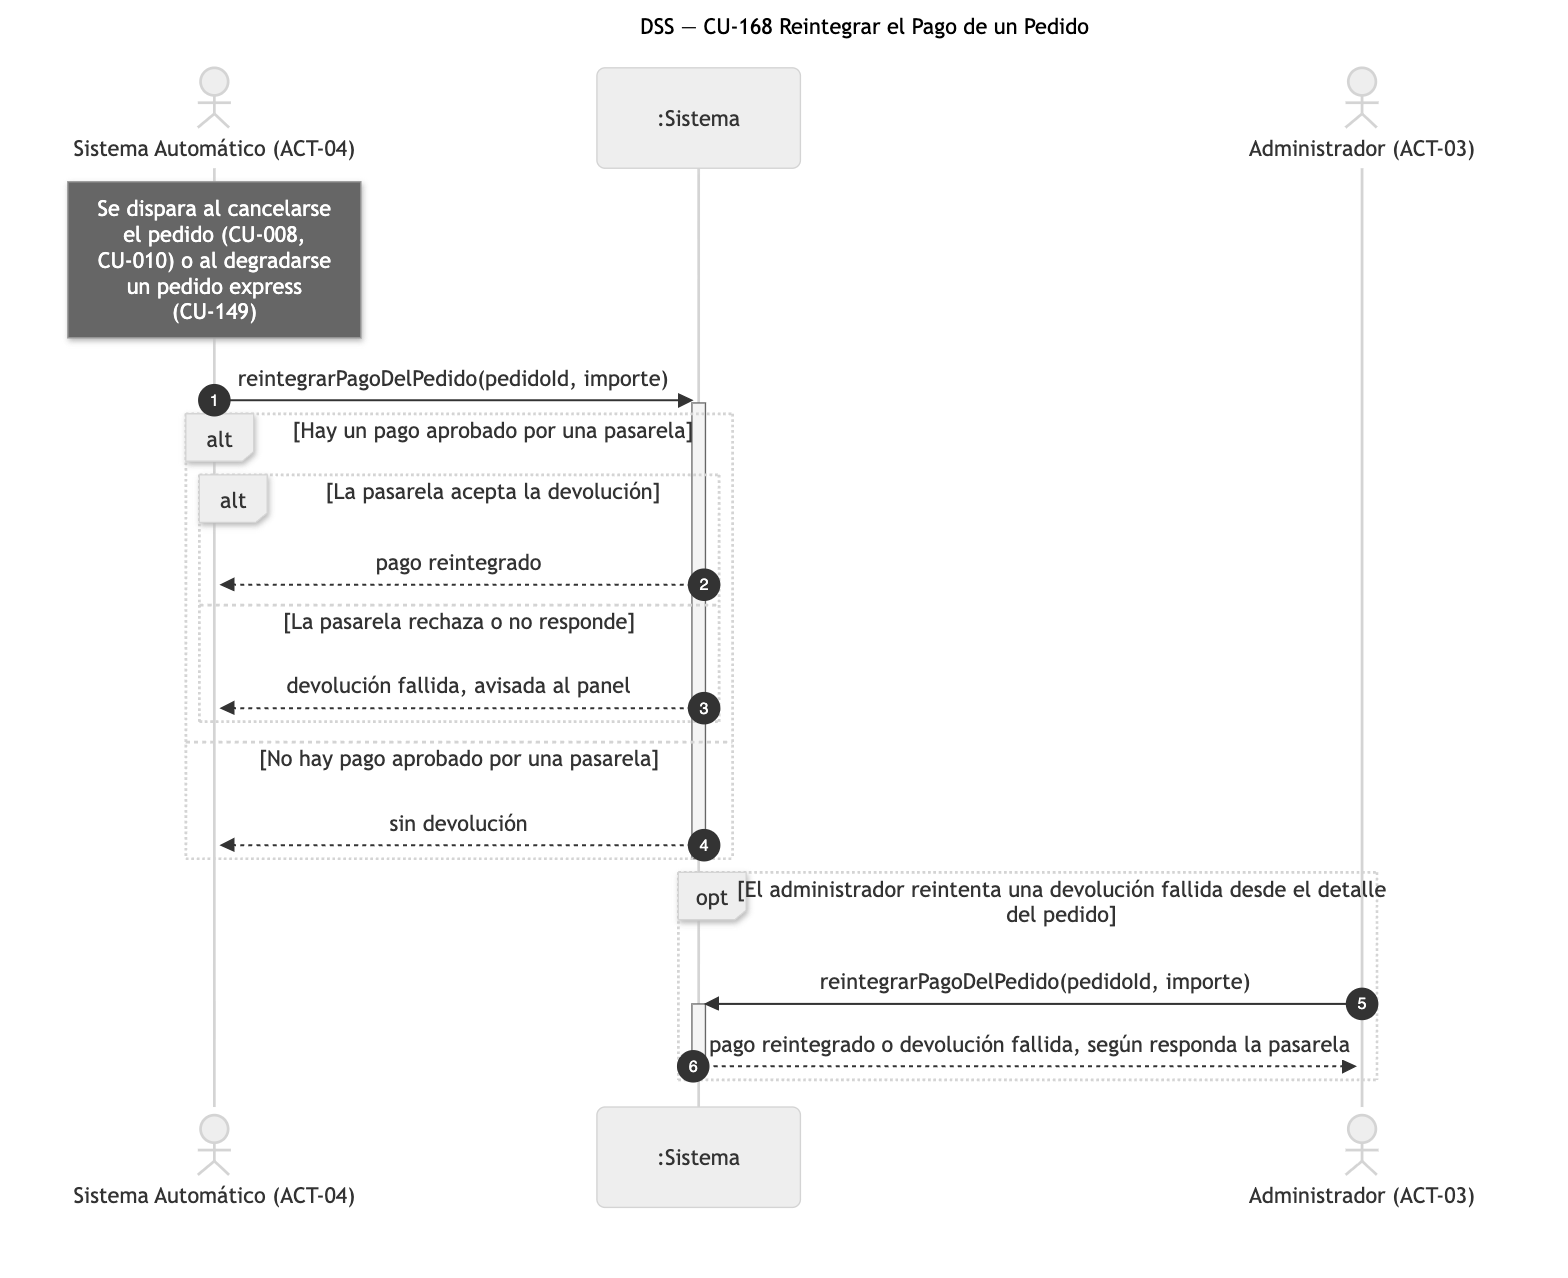 DSS — CU-168 Reintegrar el Pago de un Pedido
Sistema Automático (ACT-04)
:Sistema
Administrador (ACT-03)
Se dispara al cancelarse
el pedido (CU-008,
CU-010) o al degradarse
un pedido express
(CU-149)
reintegrarPagoDelPedido(pedidoId, importe)
1
alt
[Hay un pago aprobado por una pasarela]
alt
[La pasarela acepta la devolución]
pago reintegrado
2
[La pasarela rechaza o no responde]
devolución fallida, avisada al panel
3
[No hay pago aprobado por una pasarela]
sin devolución
4
opt
[El administrador reintenta una devolución fallida desde el detalle
del pedido]
reintegrarPagoDelPedido(pedidoId, importe)
5
pago reintegrado o devolución fallida, según responda la pasarela
6
Sistema Automático (ACT-04)
:Sistema
Administrador (ACT-03)